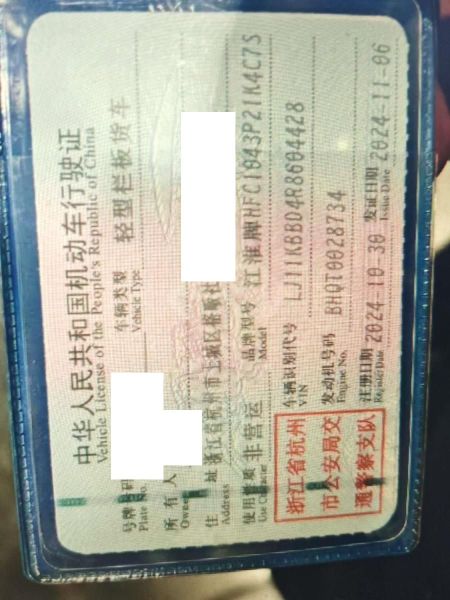 中华人民共和国机动车行驶证
Vehicle License of the People's Republic of China
号牌号码
Plate No.
车辆类型 轻型栏板货车
Vehicle Type
所有人
Owner
住 址 浙江省杭州市上城区
Address
使用性质 非营运
Use Character
品牌型号 江淮牌HFC1043P21K4C7S
Model
浙江省杭州
市公安局交
通警察支队
车辆识别代号 LJ11KBBD4R8604428
VIN
发动机号码 BHQT0028734
Engine No.
注册日期 2024-10-30
Register Date
发证日期 2024-11-06
Issue Date